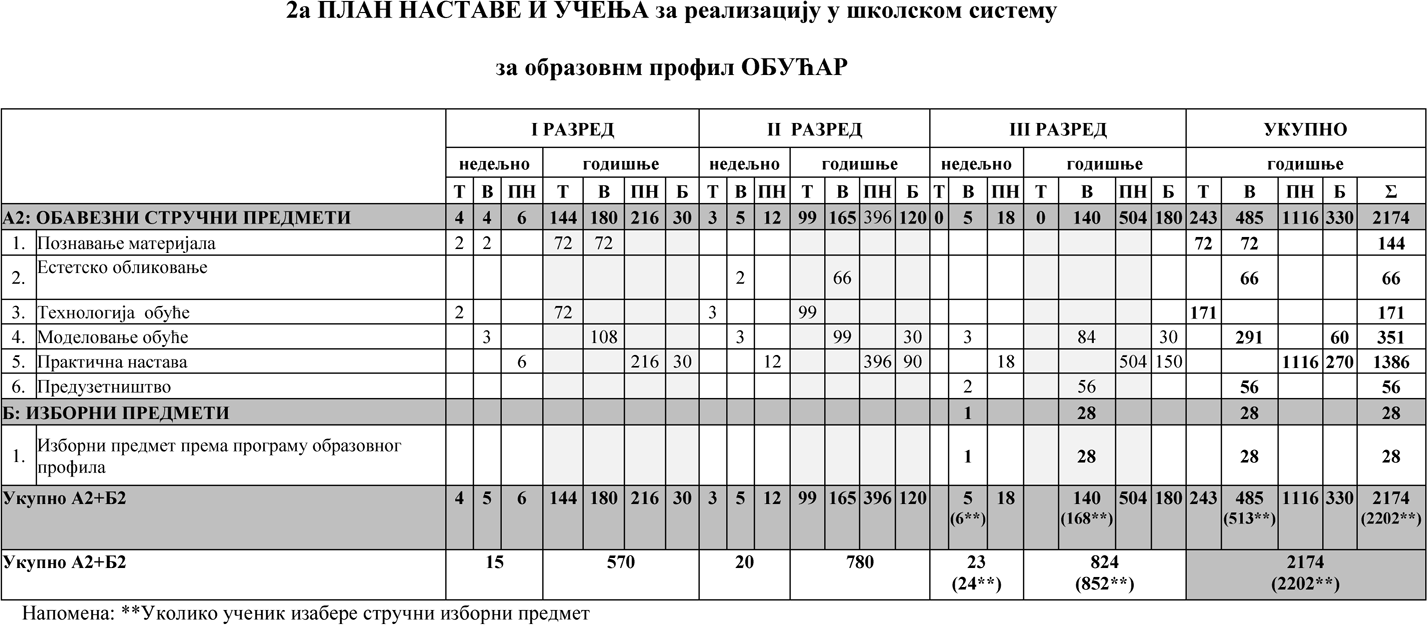 2а ПЛАН НАСТАВЕ И УЧЕЊА за реализацију у школском систему
за образовнм профил ОБУЋАР
I РАЗРЕД II РАЗРЕД III РАЗРЕД УКУПНО
недељно годишње недељно годишње недељно годишње годишње
Т В ПН Т В ПН Б Т В ПН Т В ПН Б Т В ПН Т В ПН Б Т В ПН Б Σ
А2: ОБАВЕЗНИ СТРУЧНИ ПРЕДМЕТИ 4 4 6 144 180 216 30 3 5 12 99 165 396 120 0 5 18 0 140 504 180 243 485 1116 330 2174
1. Познавање материјала 2 2 72 72 72 72 144
2. Естетско обликовање 2 66 66 66
3. Технологија обуће 2 72 3 99 171 171
4. Моделовање обуће 3 108 3 99 30 3 84 30 291 60 351
5. Практична настава 6 216 30 12 396 90 18 504 150 1116 270 1386
6. Предузетништво 2 56 56 56
Б: ИЗБОРНИ ПРЕДМЕТИ 1 28 28 28
1. Изборни предмет према програму образовног
профила 1 28 28 28
Укупно А2+Б2 4 5 6 144 180 216 30 3 5 12 99 165 396 120 5 18 140 504 180 243 485 1116 330 2174
(6**) (168**) (513**) (2202**)
Укупно А2+Б2 15 570 20 780 23 824 2174
(24**) (852**) (2202**)
Напомена: **Уколико ученик изабере стручни изборни предмет